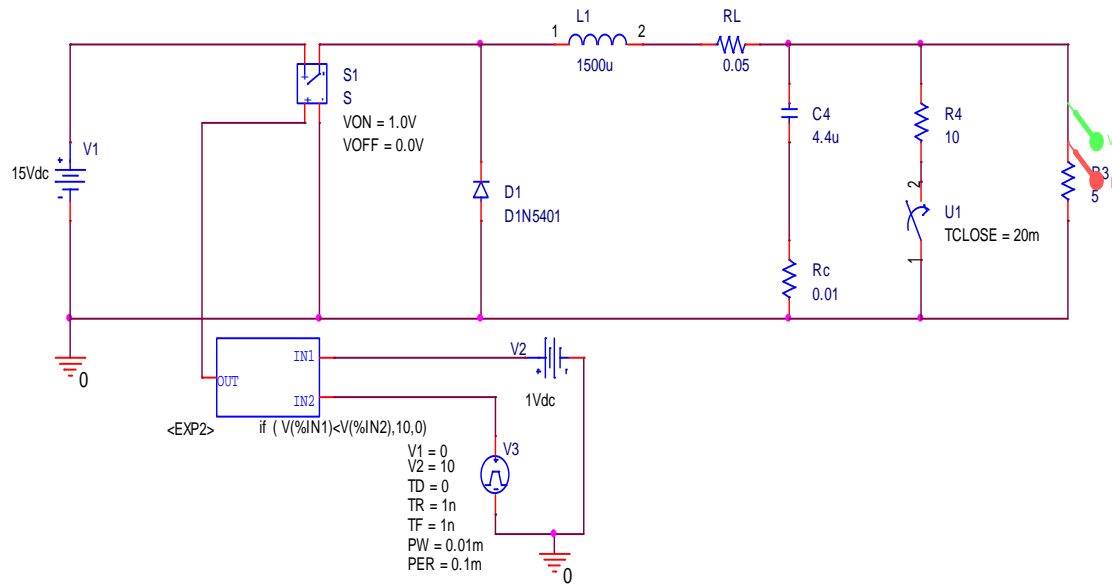 L1
1
2
1500u
RL
0.05
S1
S
VON = 1.0V
VOFF = 0.0V
V1
15Vdc
C4
4.4u
R4
10
R3
5
D1
D1N5401
2
U1
TCLOSE = 20m
1
Rc
0.01
0
IN1
OUT
IN2
V2
1Vdc
<EXP2>
if ( V(%IN1)<V(%IN2),10,0)
V3
V1 = 0
V2 = 10
TD = 0
TR = 1n
TF = 1n
PW = 0.01m
PER = 0.1m
0